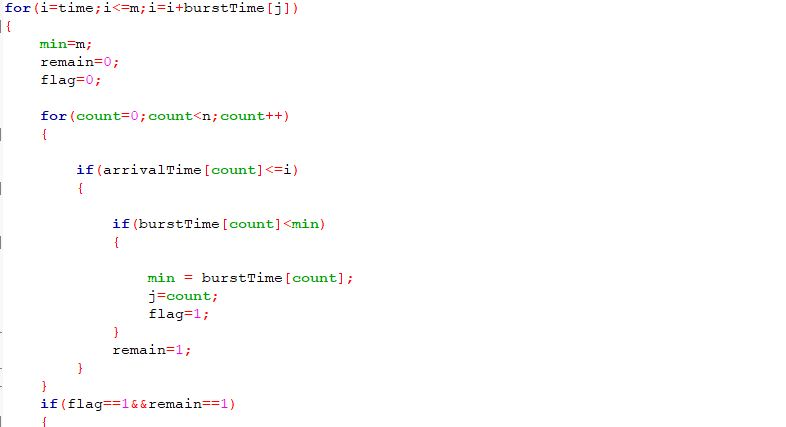 for(i=time;i<=m;i=i+burstTime[j])
{
min=m;
remain=0;
flag=0;
for(count=0;count<n;count++)
{
if(arrivalTime[count]<=i)
{
if(burstTime[count]<min)
{
min = burstTime[count];
j=count;
flag=1;
}
remain=1;
}
}
if(flag==1&&remain==1)
{